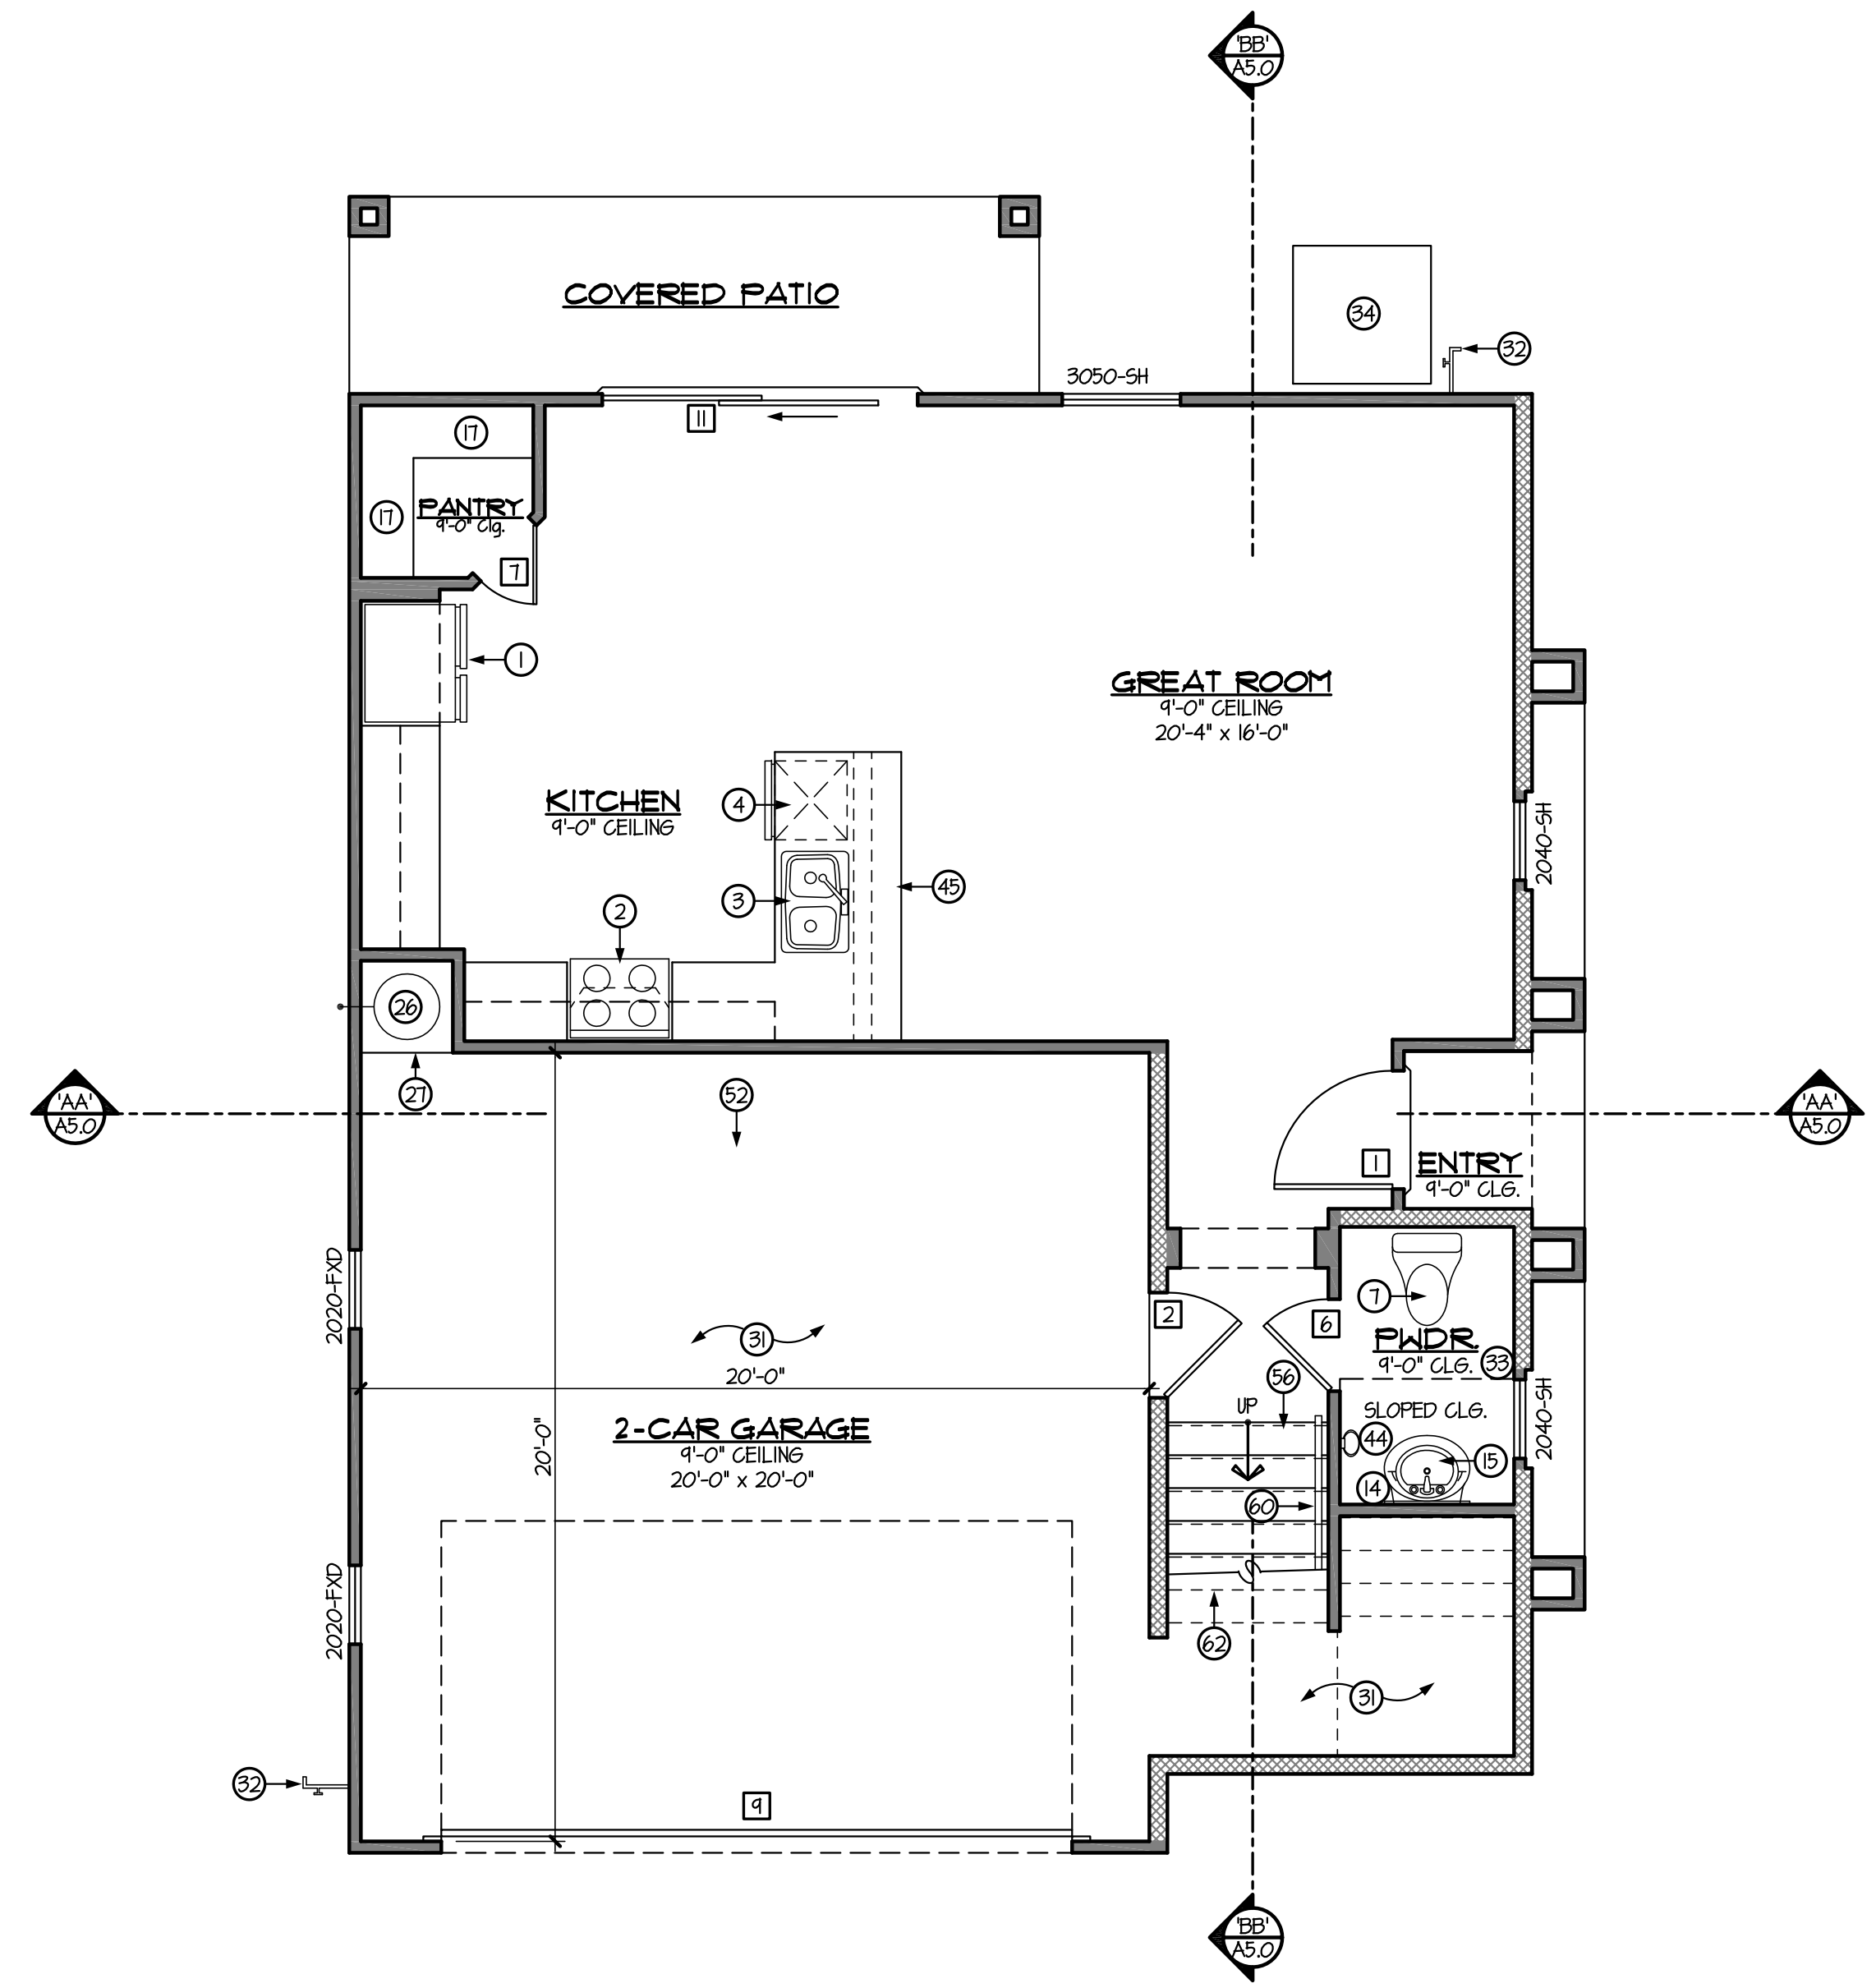 'BB'
A5.0
COVERED PATIO
34
32
3050-SH
11
17
17
PANTRY
9'-0" Clg.
7
1
GREAT ROOM
9'-0" CEILING
20'-4" x 16'-0"
KITCHEN
9'-0" CEILING
4
2040-SH
3
45
2
26
27
52
'AA'
A5.0
'AA'
A5.0
1
ENTRY
9'-0" CLG.
2020-FXD
7
2
6
31
PWDR.
9'-0" CLG.
33
20'-0"
56
UP
SLOPED CLG.
2040-SH
20'-0"
2-CAR GARAGE
9'-0" CEILING
20'-0" x 20'-0"
44
15
14
60
2020-FXD
62
31
32
9
'BB'
A5.0